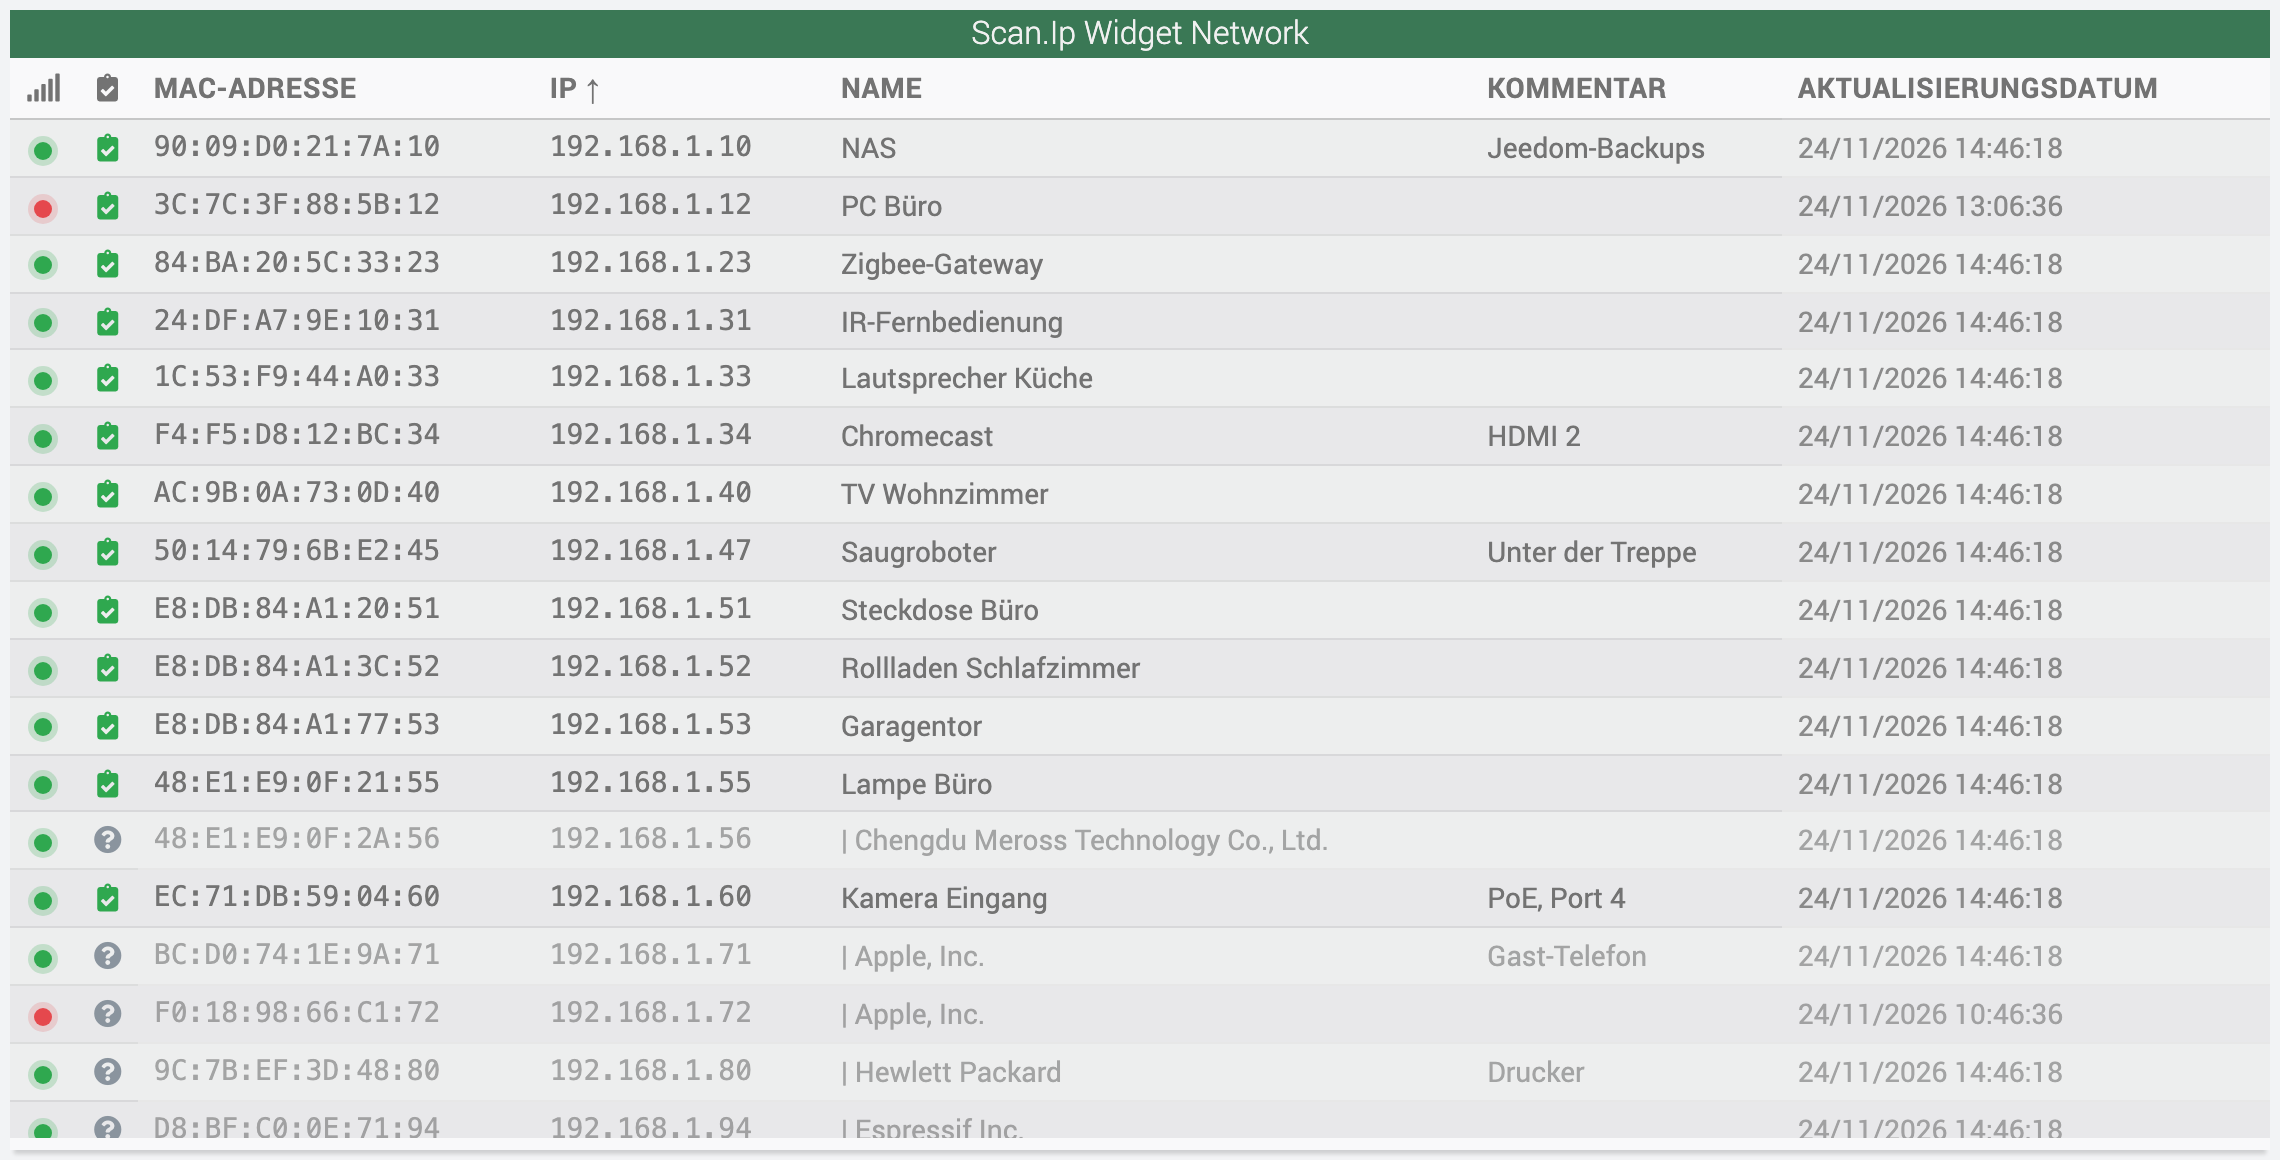 Scan.Ip Widget Network
MAC-ADRESSE IP ↑ NAME KOMMENTAR AKTUALISIERUNGSDATUM
90:09:D0:21:7A:10 192.168.1.10 NAS Jeedom-Backups 24/11/2026 14:46:18
3C:7C:3F:88:5B:12 192.168.1.12 PC Büro 24/11/2026 13:06:36
84:BA:20:5C:33:23 192.168.1.23 Zigbee-Gateway 24/11/2026 14:46:18
24:DF:A7:9E:10:31 192.168.1.31 IR-Fernbedienung 24/11/2026 14:46:18
1C:53:F9:44:A0:33 192.168.1.33 Lautsprecher Küche 24/11/2026 14:46:18
F4:F5:D8:12:BC:34 192.168.1.34 Chromecast HDMI 2 24/11/2026 14:46:18
AC:9B:0A:73:0D:40 192.168.1.40 TV Wohnzimmer 24/11/2026 14:46:18
50:14:79:6B:E2:45 192.168.1.47 Saugroboter Unter der Treppe 24/11/2026 14:46:18
E8:DB:84:A1:20:51 192.168.1.51 Steckdose Büro 24/11/2026 14:46:18
E8:DB:84:A1:3C:52 192.168.1.52 Rollladen Schlafzimmer 24/11/2026 14:46:18
E8:DB:84:A1:77:53 192.168.1.53 Garagentor 24/11/2026 14:46:18
48:E1:E9:0F:21:55 192.168.1.55 Lampe Büro 24/11/2026 14:46:18
48:E1:E9:0F:2A:56 192.168.1.56 | Chengdu Meross Technology Co., Ltd. 24/11/2026 14:46:18
EC:71:DB:59:04:60 192.168.1.60 Kamera Eingang PoE, Port 4 24/11/2026 14:46:18
BC:D0:74:1E:9A:71 192.168.1.71 | Apple, Inc. Gast-Telefon 24/11/2026 14:46:18
F0:18:98:66:C1:72 192.168.1.72 | Apple, Inc. 24/11/2026 10:46:36
9C:7B:EF:3D:48:80 192.168.1.80 | Hewlett Packard Drucker 24/11/2026 14:46:18
D8:BF:C0:0E:71:94 192.168.1.94 | Espressif Inc. 24/11/2026 14:46:18